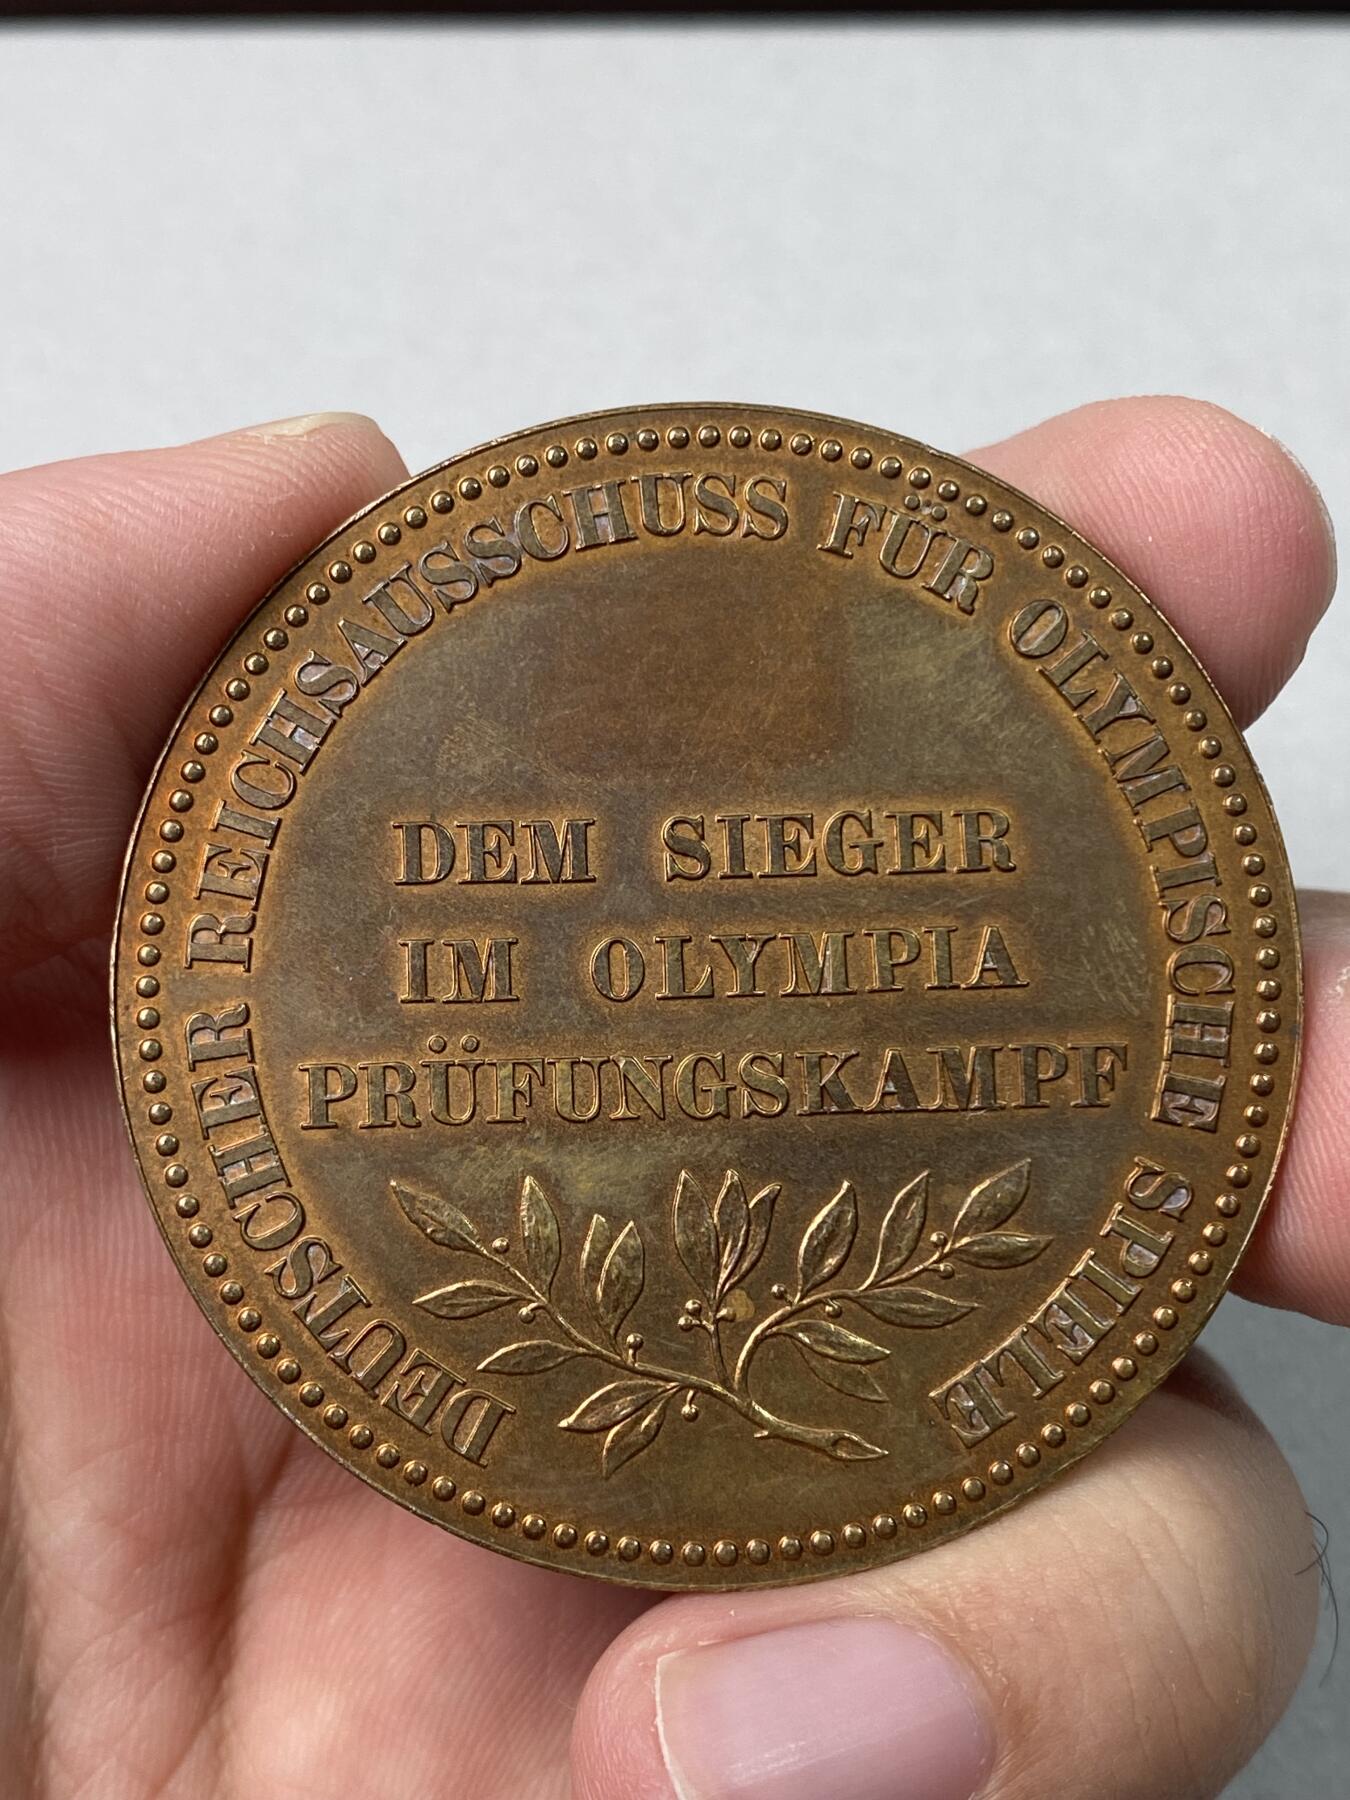 DEUTSCHER REICHSAUSSCHUSS FÜR OLYMPISCHE SPIELE
DEM SIEGER
IM OLYMPIA
PRÜFUNGSKAMPF